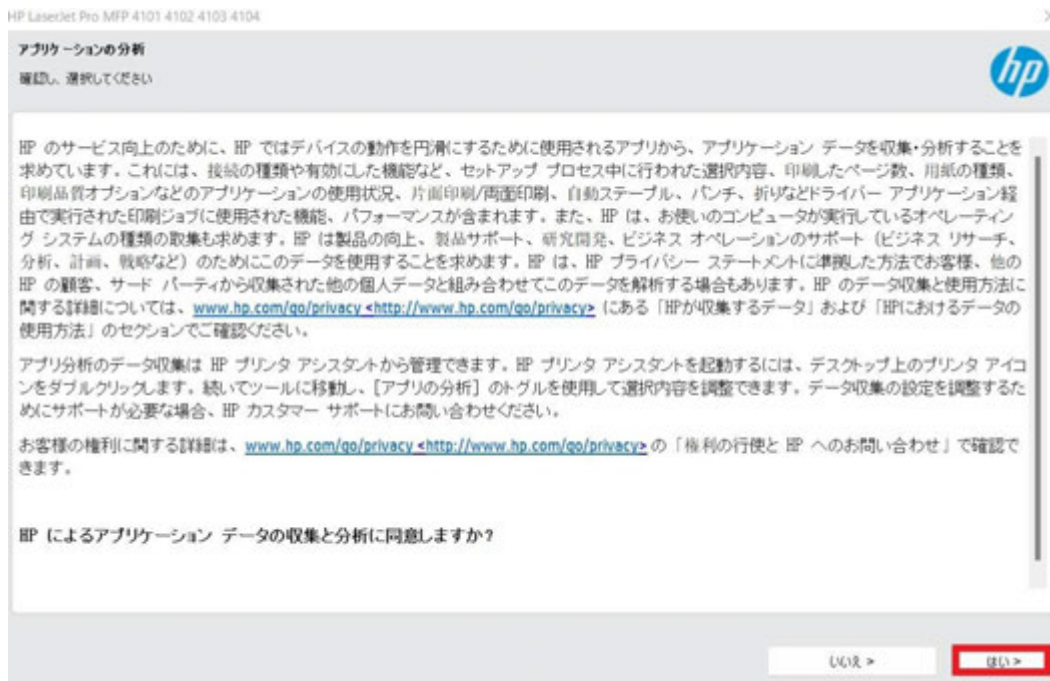 HP LaserJet Pro MFP 4101 4102 4103 4104
アプリケーションの分析
確認し、選択してください
hp
HP のサービス向上のために、HP ではデバイスの動作を円滑にするために使用されるアプリから、アプリケーション データを収集・分析することを
求めています。これには、接続の種類や有効にした機能など、セットアップ プロセス中に行われた選択内容、印刷したページ数、用紙の種類、
印刷品質オプションなどのアプリケーションの使用状況、片面印刷/両面印刷、自動ステープル、パンチ、折りなどドライバー アプリケーション経
由で実行された印刷ジョブに使用された機能、パフォーマンスが含まれます。また、HP は、お使いのコンピュータが実行しているオペレーティン
グ システムの種類の収集も求めます。HP は製品の向上、製品サポート、研究開発、ビジネス オペレーションのサポート（ビジネス リサーチ、
分析、計画、戦略など）のためにこのデータを使用することを求めます。HP は、HP プライバシー ステートメントに準拠した方法でお客様、他の
HP の顧客、サード パーティから収集された他の個人データと組み合わせてこのデータを解析する場合もあります。HP のデータ収集と使用方法に
関する詳細については、www.hp.com/go/privacy <http://www.hp.com/go/privacy> にある「HPが収集するデータ」および「HPにおけるデータの
使用方法」のセクションでご確認ください。
アプリ分析のデータ収集は HP プリンタ アシスタントから管理できます。HP プリンタ アシスタントを起動するには、デスクトップ上のプリンタ アイコ
ンをダブルクリックします。続いてツールに移動し、[アプリの分析] のトグルを使用して選択内容を調整できます。データ収集の設定を調整するた
めにサポートが必要な場合、HP カスタマー サポートにお問い合わせください。
お客様の権利に関する詳細は、www.hp.com/go/privacy <http://www.hp.com/go/privacy> の「権利の行使と HP へのお問い合わせ」で確認で
きます。
HP によるアプリケーション データの収集と分析に同意しますか?
いいえ >
はい >